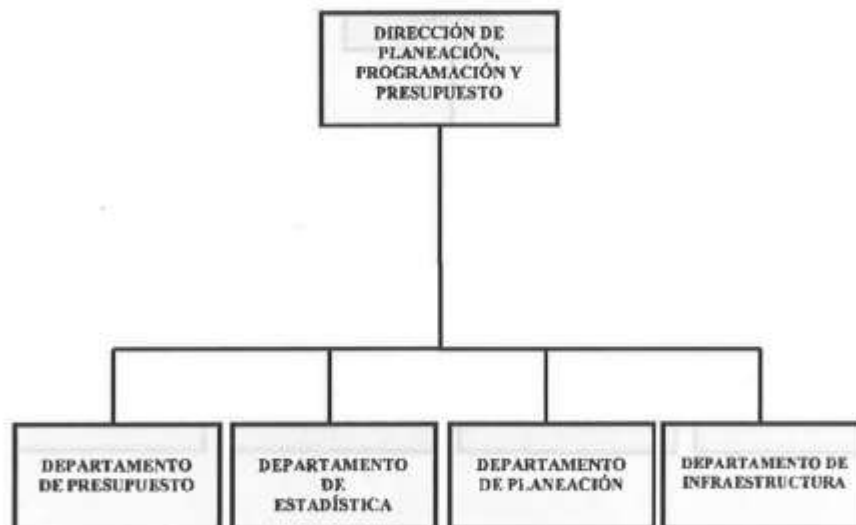 DIRECCIÓN DE
PLANEACIÓN,
PROGRAMACIÓN Y
PRESUPUESTO
DEPARTAMENTO
DE PRESUPUESTO
DEPARTAMENTO
DE
ESTADÍSTICA
DEPARTAMENTO
DE PLANEACIÓN
DEPARTAMENTO DE
INFRAESTRUCTURA